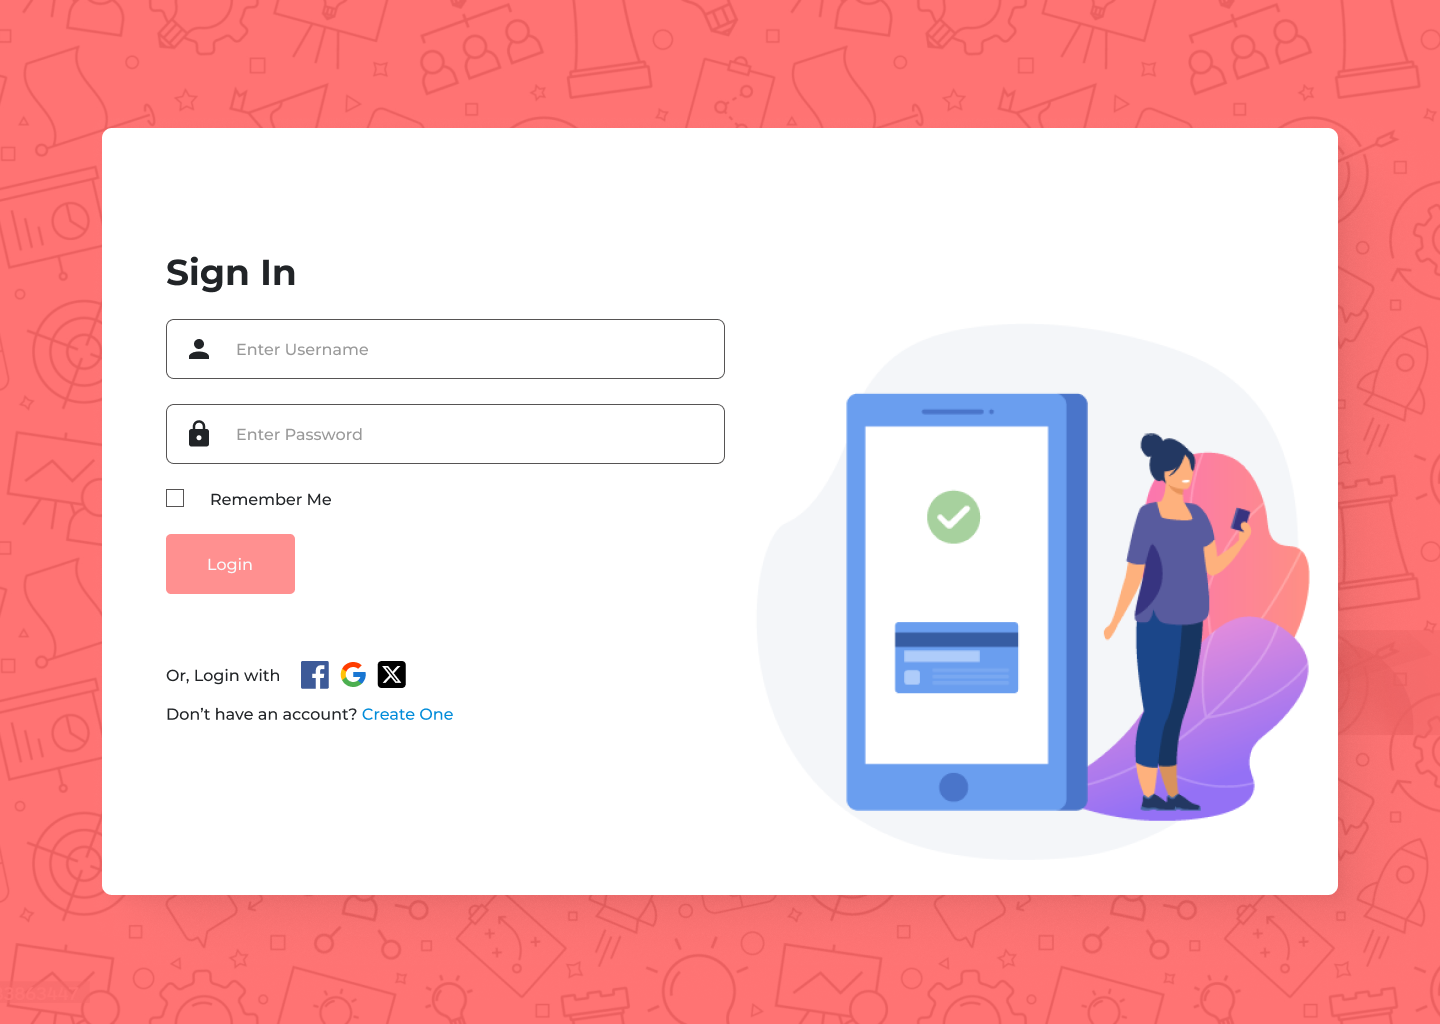 Sign In
Enter Username
Enter Password
Remember Me
Login
Or, Login with
Don’t have an account? Create One